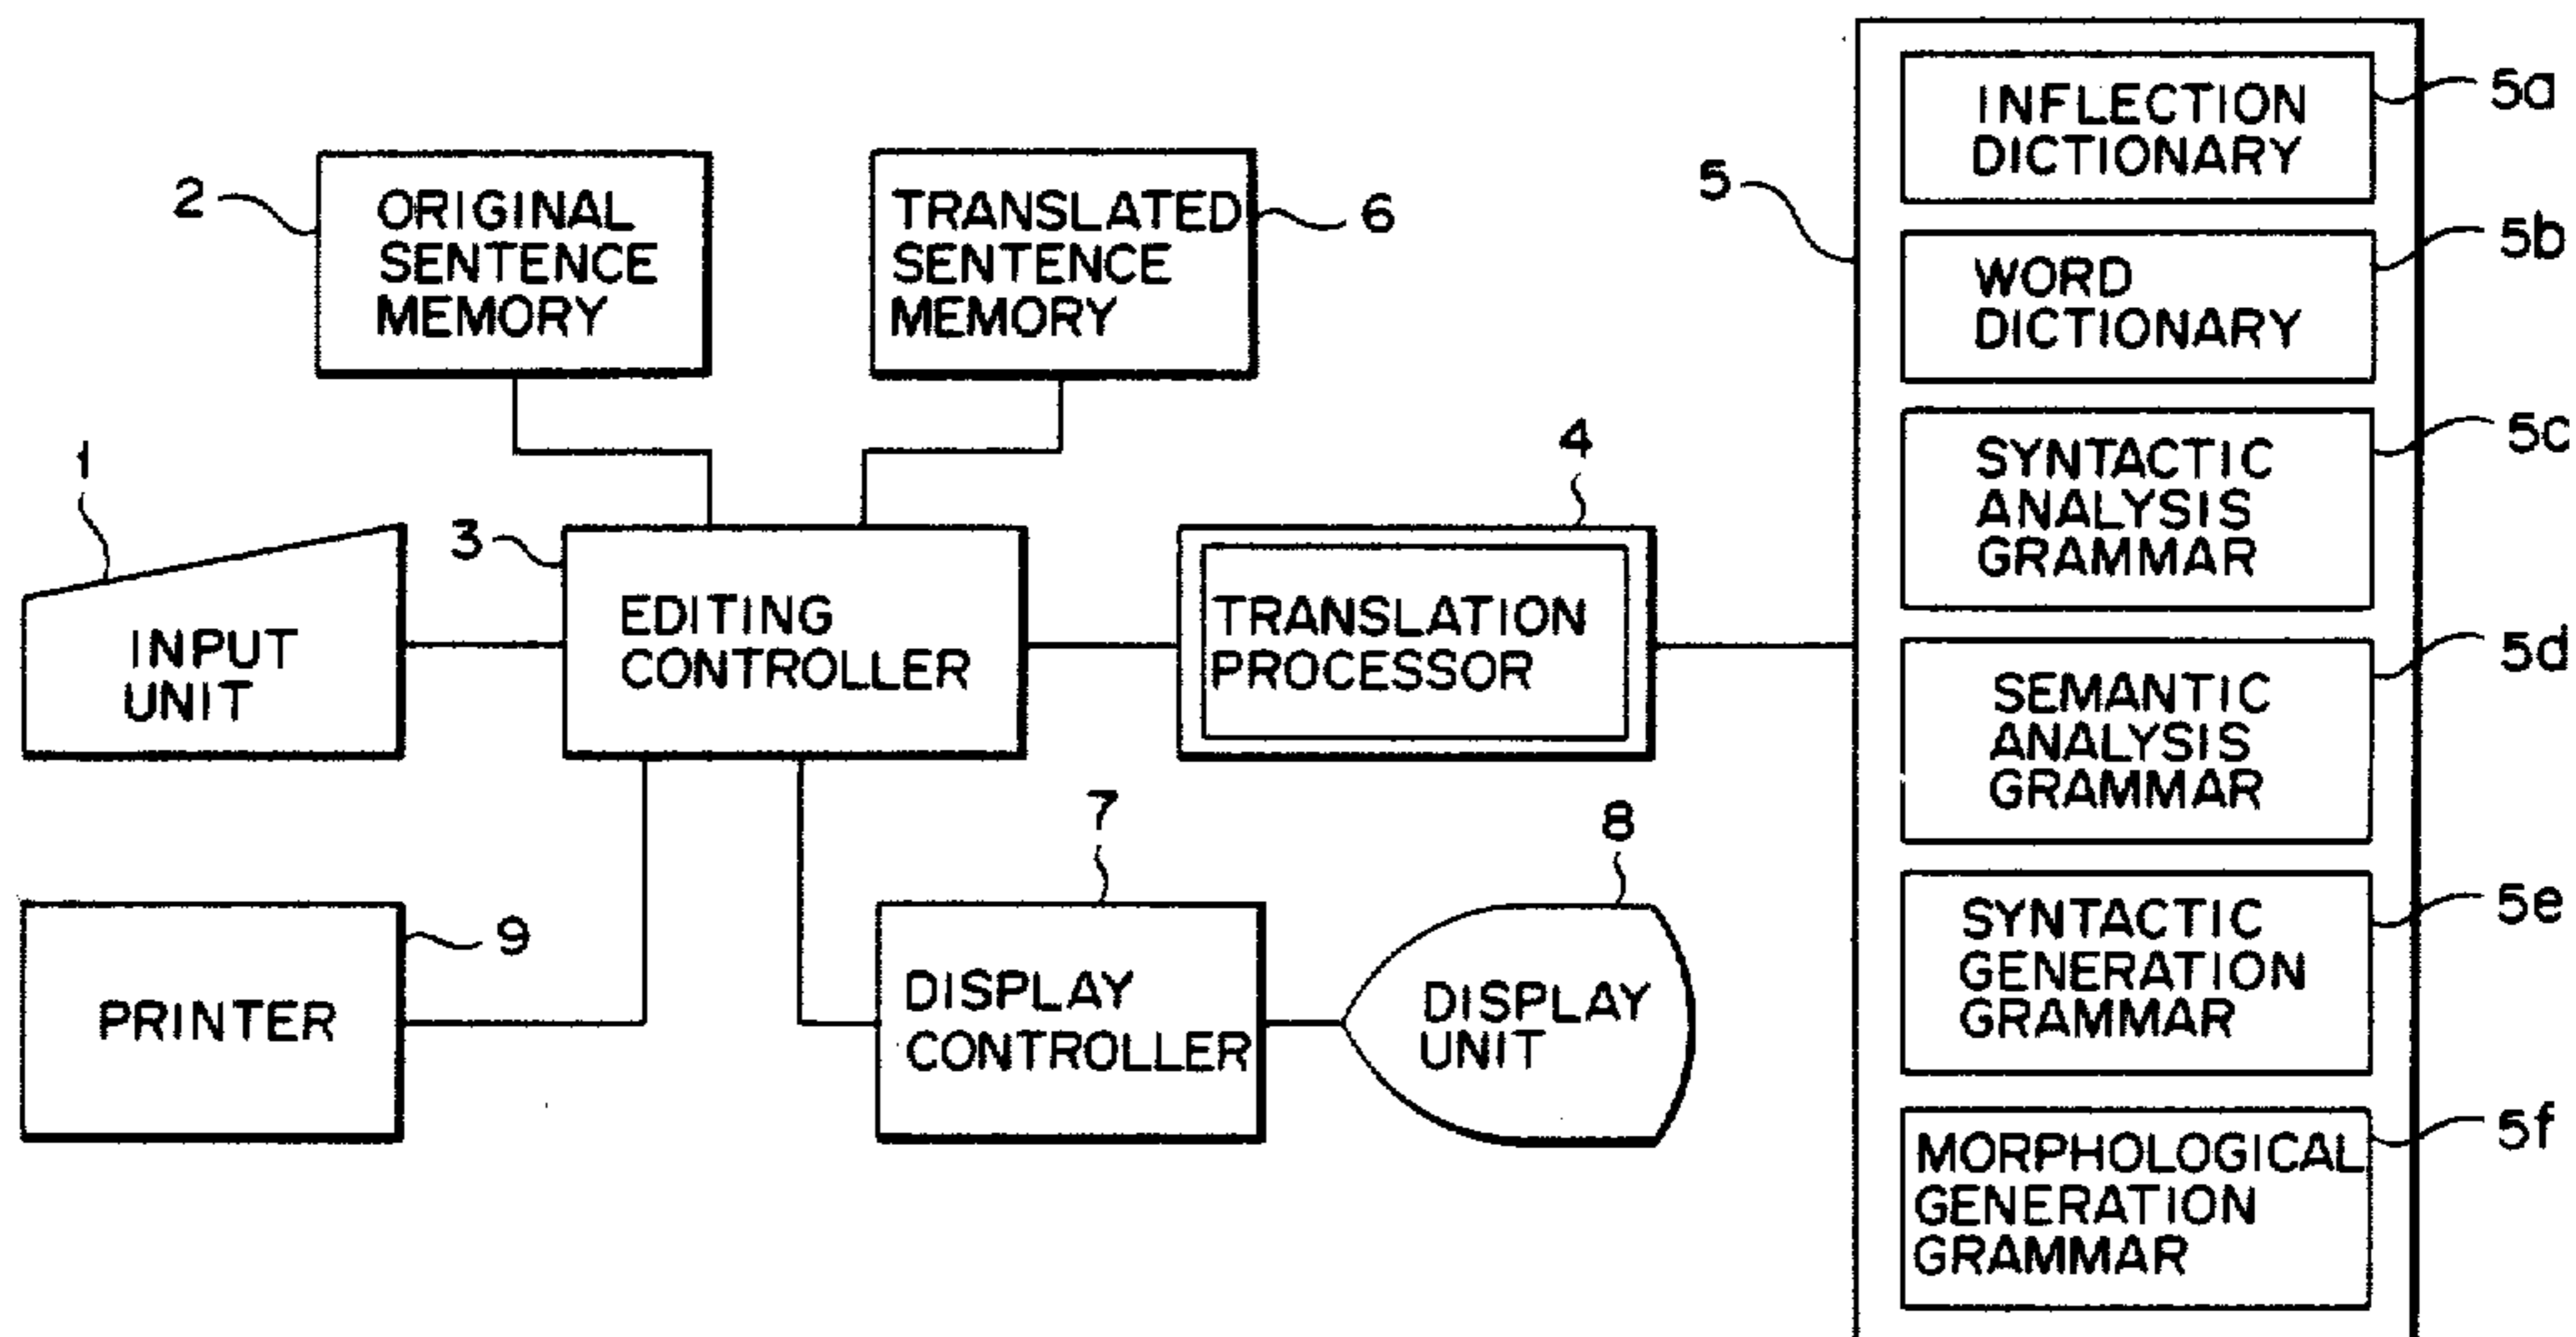 1
INPUT
UNIT
2
ORIGINAL
SENTENCE
MEMORY
TRANSLATED
SENTENCE
MEMORY
6
3
EDITING
CONTROLLER
4
TRANSLATION
PROCESSOR
PRINTER
9
7
DISPLAY
CONTROLLER
8
DISPLAY
UNIT
5
INFLECTION
DICTIONARY
5a
WORD
DICTIONARY
5b
SYNTACTIC
ANALYSIS
GRAMMAR
5c
SEMANTIC
ANALYSIS
GRAMMAR
5d
SYNTACTIC
GENERATION
GRAMMAR
5e
MORPHOLOGICAL
GENERATION
GRAMMAR
5f